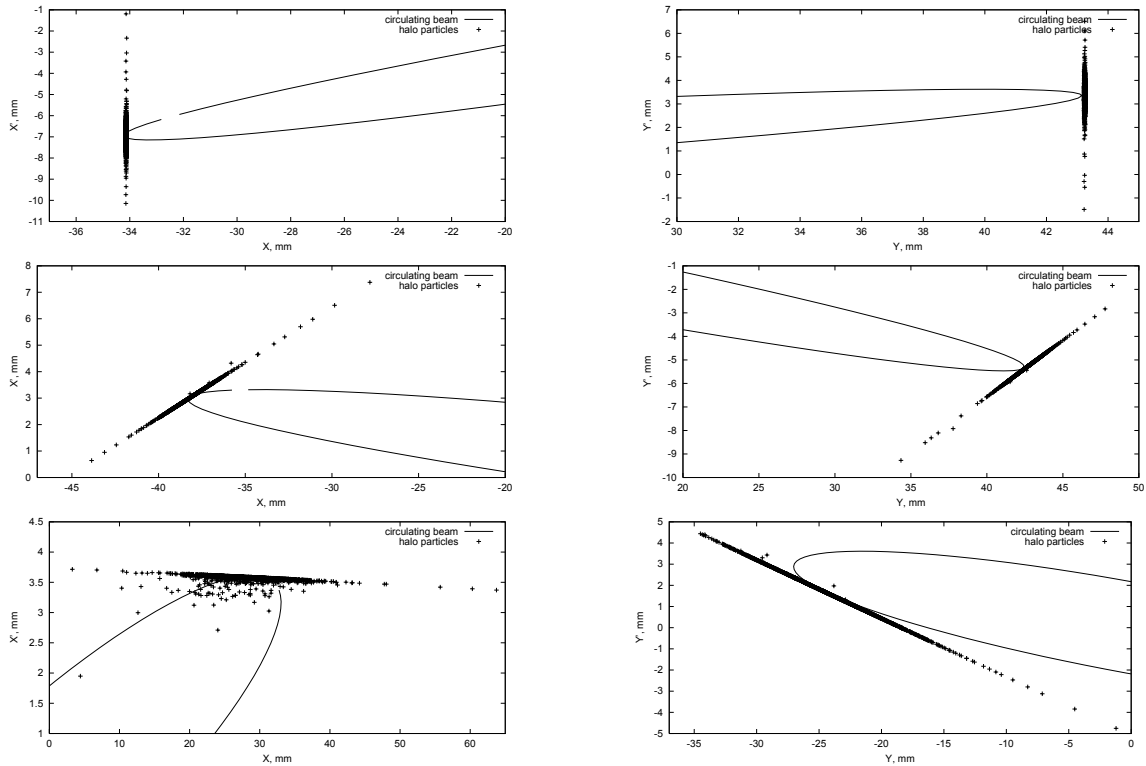 -1
-2
-3
-4
-5
-6
-7
-8
-9
-10
-11
X', mm
-36 -34 -32 -30 -28 -26 -24 -22 -20
X, mm
circulating beam
halo particles
7
6
5
4
3
2
1
0
-1
-2
Y', mm
30 32 34 36 38 40 42 44
Y, mm
circulating beam
halo particles
8
7
6
5
4
3
2
1
0
X', mm
-45 -40 -35 -30 -25 -20
X, mm
circulating beam
halo particles
-1
-2
-3
-4
-5
-6
-7
-8
-9
-10
Y', mm
20 25 30 35 40 45 50
Y, mm
circulating beam
halo particles
4.5
4
3.5
3
2.5
2
1.5
1
X', mm
0 10 20 30 40 50 60
X, mm
circulating beam
halo particles
5
4
3
2
1
0
-1
-2
-3
-4
-5
Y', mm
-35 -30 -25 -20 -15 -10 -5 0
Y, mm
circulating beam
halo particles